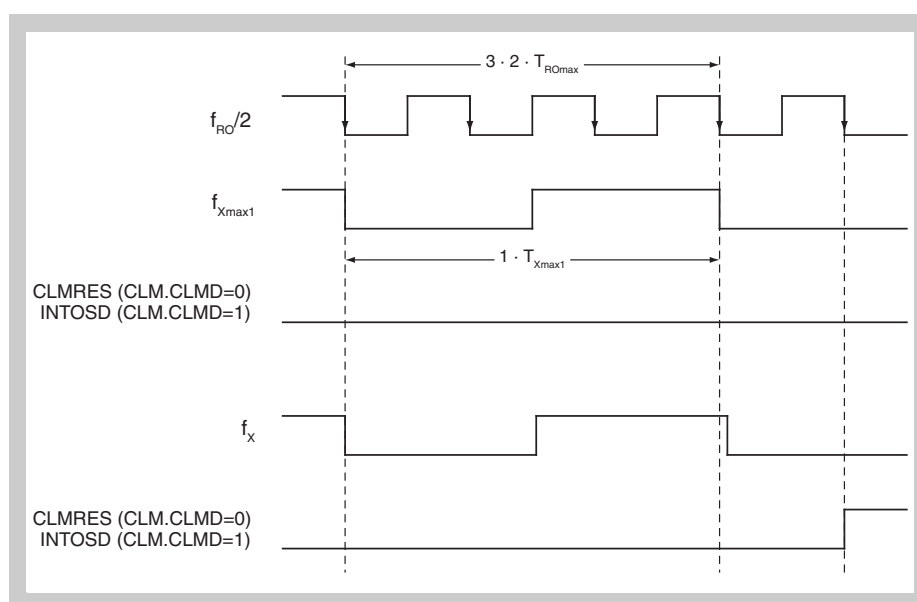 3 · 2 · T_ROmax
f_RO/2
f_Xmax1
1 · T_Xmax1
CLMRES (CLM.CLMD=0)
INTOSD (CLM.CLMD=1)
f_X
CLMRES (CLM.CLMD=0)
INTOSD (CLM.CLMD=1)